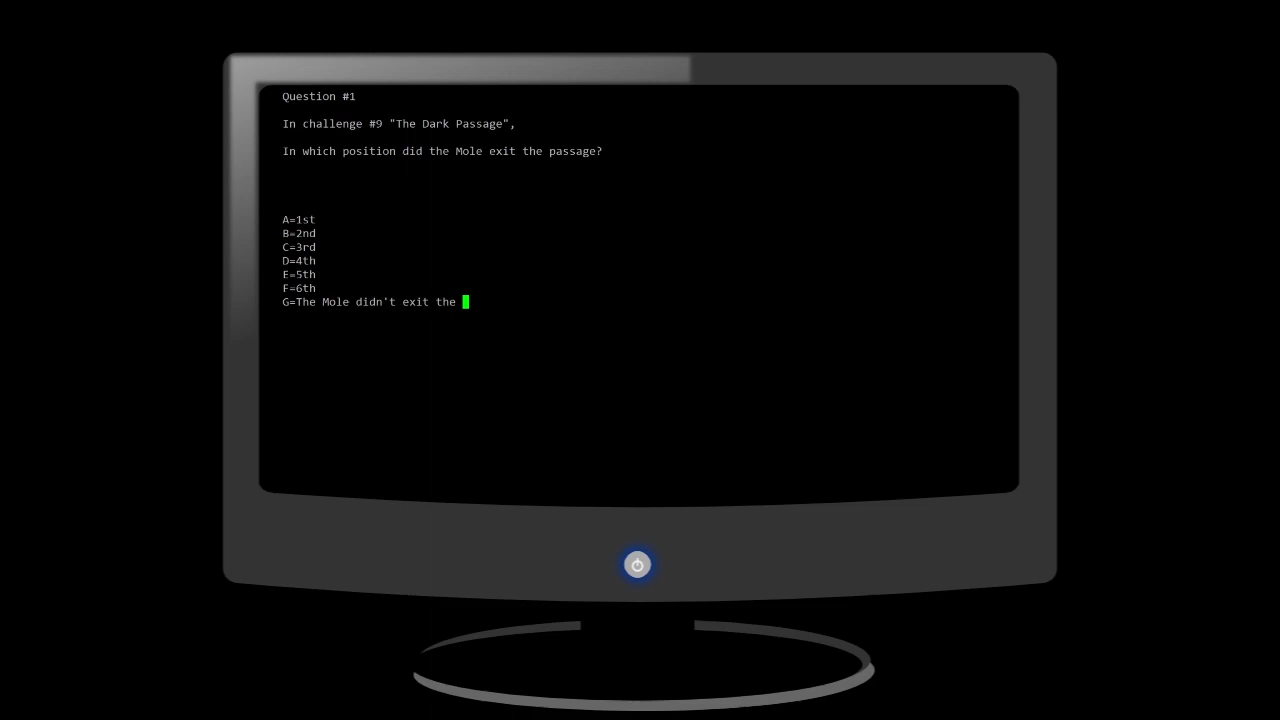 Question #1
In challenge #9 "The Dark Passage",
In which position did the Mole exit the passage?
A=1st
B=2nd
C=3rd
D=4th
E=5th
F=6th
G=The Mole didn't exit the